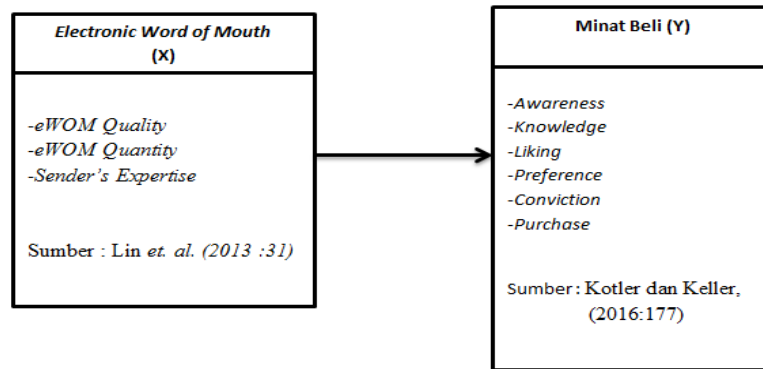 Electronic Word of Mouth
(X)
-eWOM Quality
-eWOM Quantity
-Sender's Expertise
Sumber : Lin et. al. (2013 :31)
Minat Beli (Y)
-Awareness
-Knowledge
-Liking
-Preference
-Conviction
-Purchase
Sumber : Kotler dan Keller,
(2016:177)